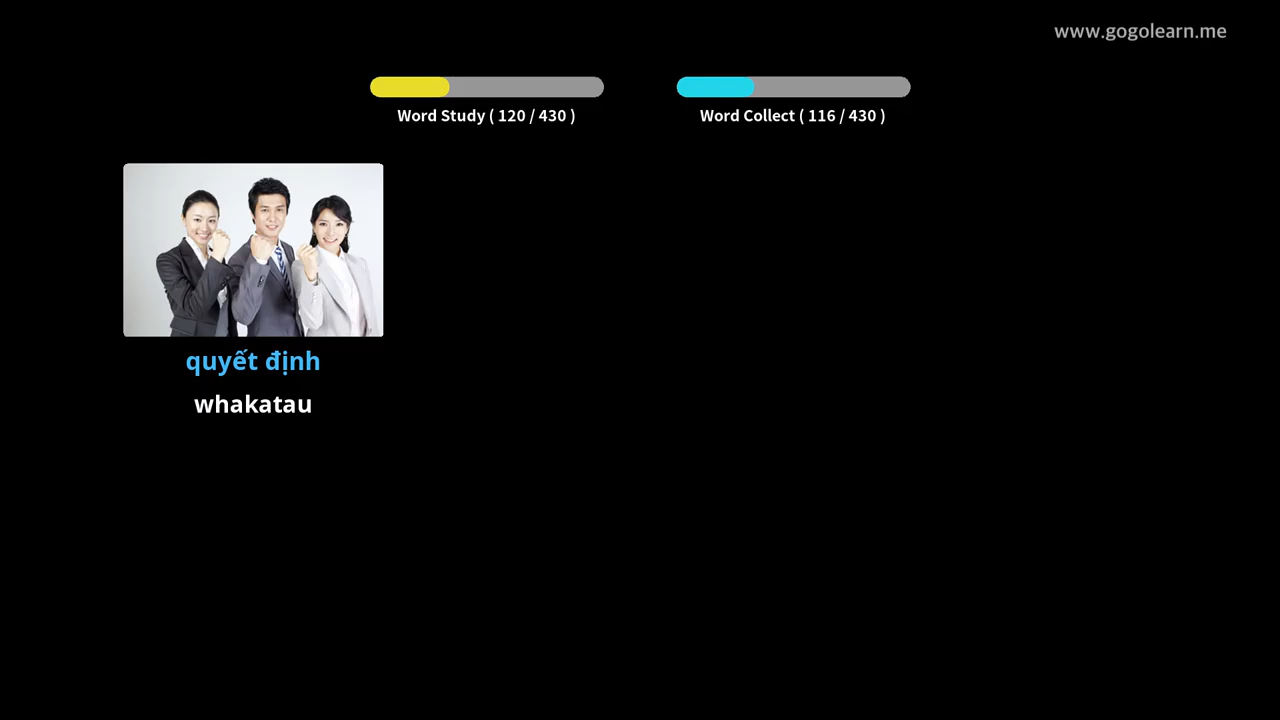 www.gogolearn.me
Word Study ( 120 / 430 )
Word Collect ( 116 / 430 )
quyết định
whakatau